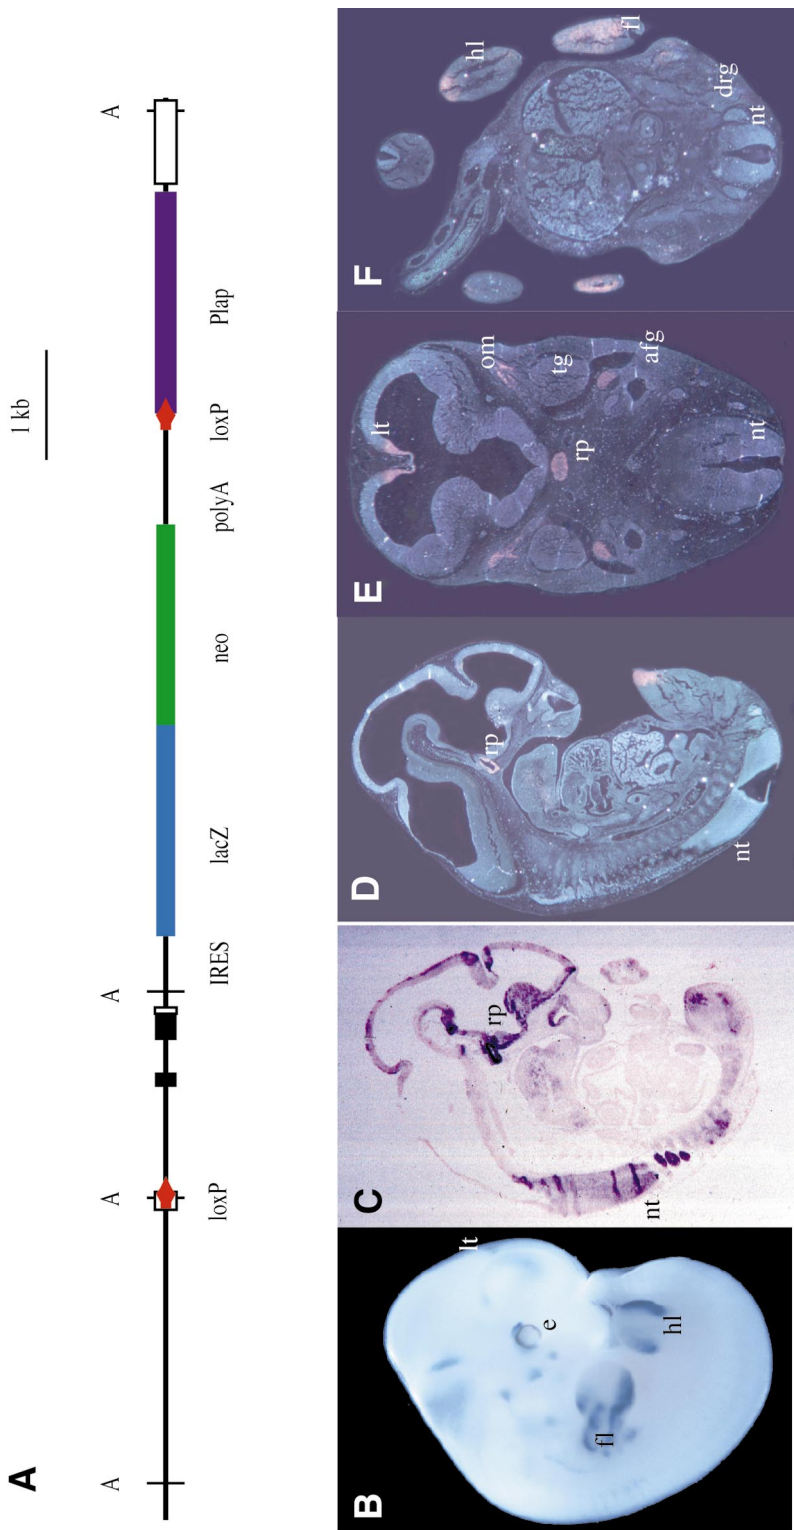 A
1 kb
A A A A
loxP IRES lacZ neo polyA loxP Plap
B
lt
e
fl
hl
C
rp
nt
D
rp
nt
E
lt
om
tg
rp
afg
nt
F
hl
fl
drg
nt